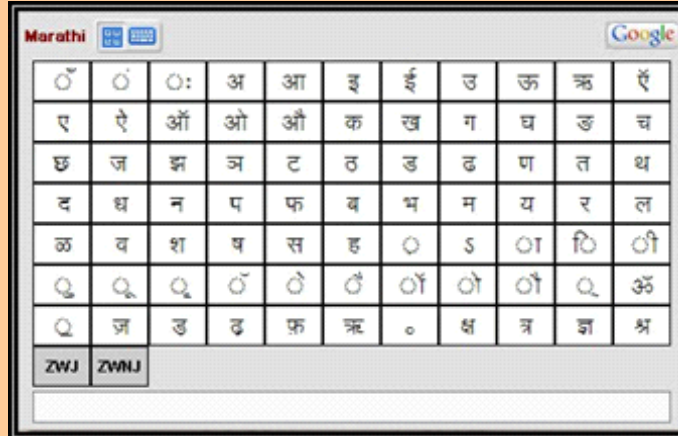 Marathi Google
ँ ं ः अ आ इ ई उ ऊ ऋ ऍ
ए ऐ ऑ ओ औ क ख ग घ ङ च
छ ज झ ञ ट ठ ड ढ ण त थ
द ध न प फ ब भ म य र ल
ळ व श ष स ह ़ ऽ ा ि ी
ु ू ृ ॅ े ै ॉ ो ौ ् ॐ
ज़ ड़ ढ़ फ़ ॰ क्ष त्र ज्ञ श्र
ZWJ ZWNJ